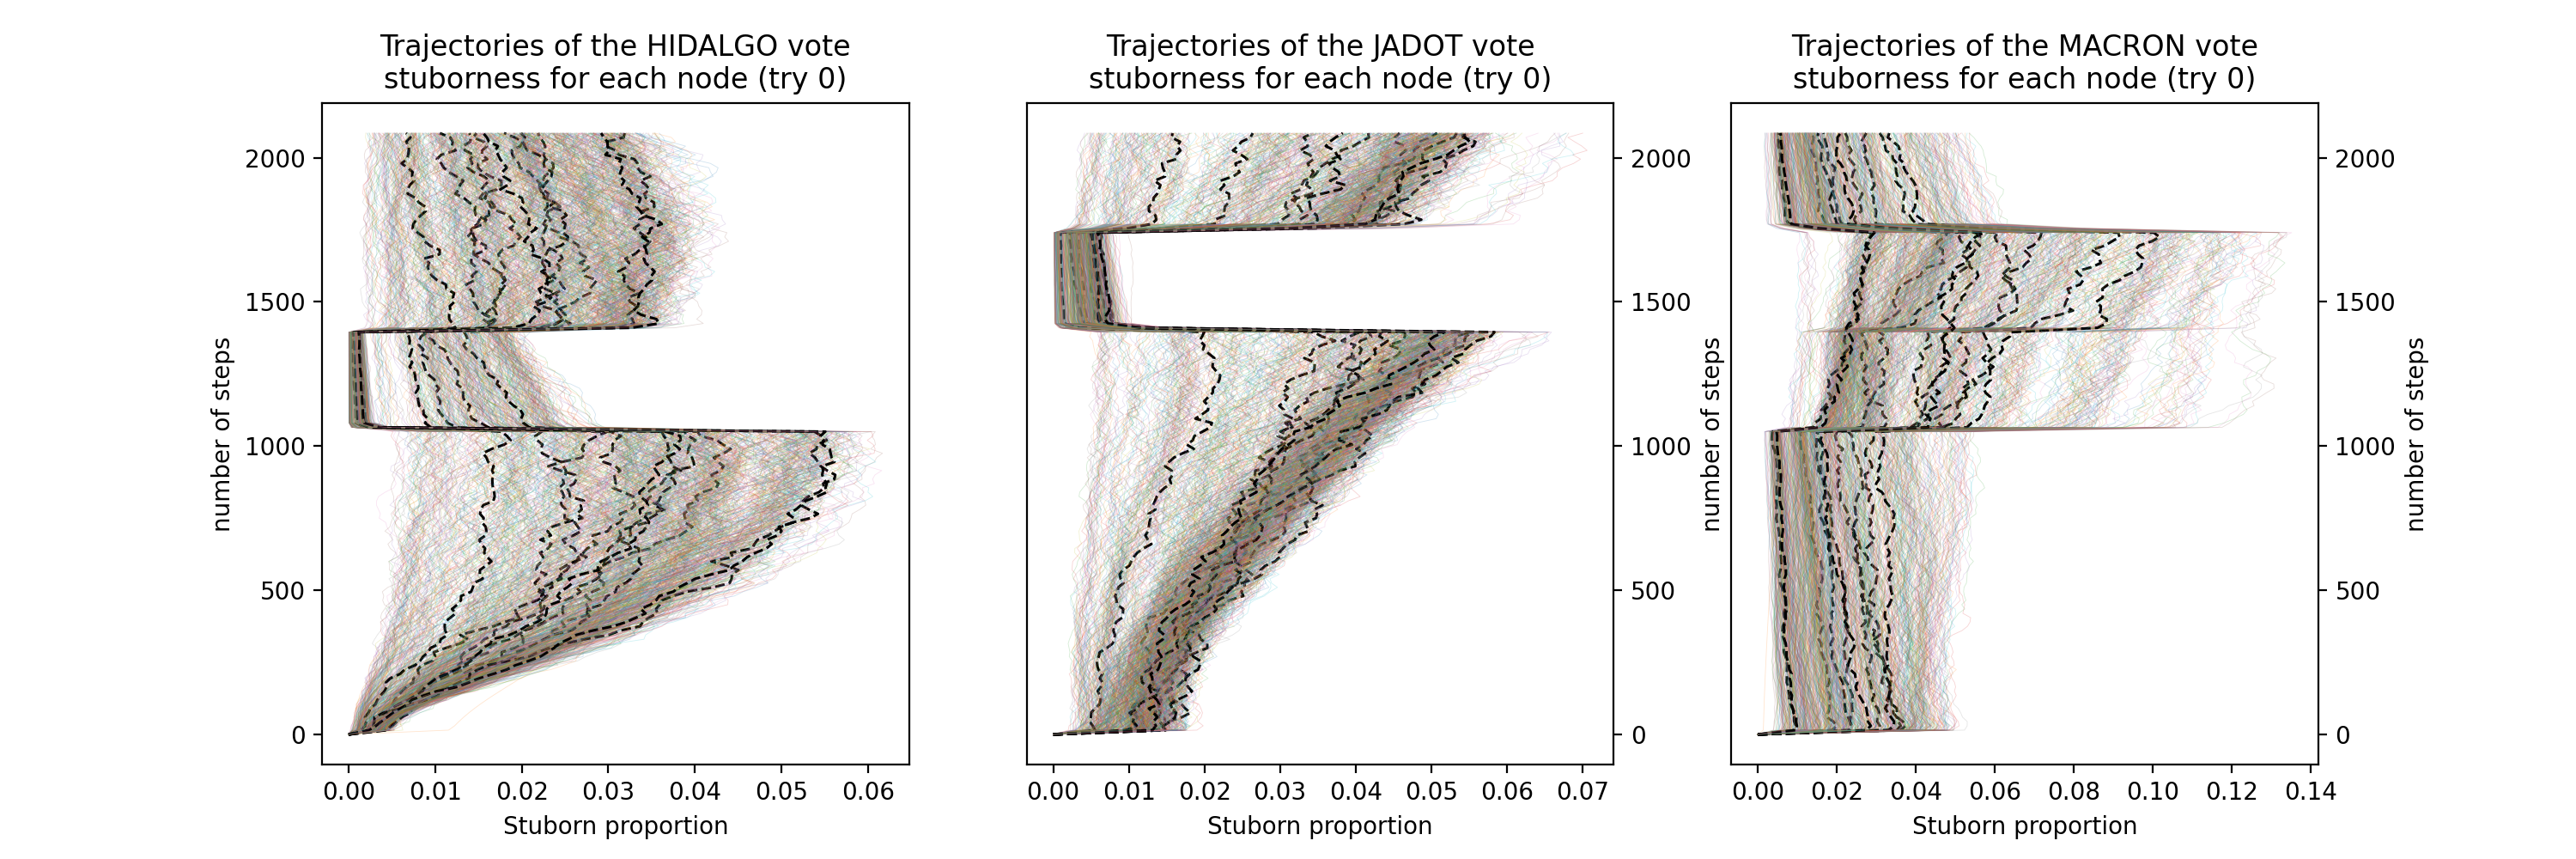 Trajectories of the HIDALGO vote
stuborness for each node (try 0)
number of steps
2000
1500
1000
500
0
0.00 0.01 0.02 0.03 0.04 0.05 0.06
Stuborn proportion
Trajectories of the JADOT vote
stuborness for each node (try 0)
2000
1500
1000
500
0
number of steps
0.00 0.01 0.02 0.03 0.04 0.05 0.06 0.07
Stuborn proportion
Trajectories of the MACRON vote
stuborness for each node (try 0)
2000
1500
1000
500
0
number of steps
0.00 0.02 0.04 0.06 0.08 0.10 0.12 0.14
Stuborn proportion